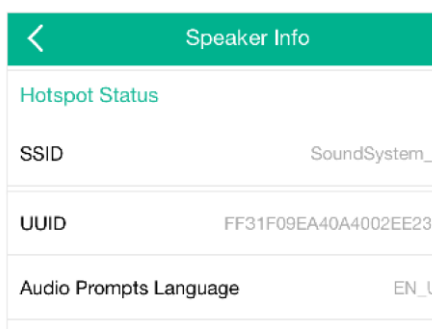 Speaker Info
Hotspot Status
SSID SoundSystem_
UUID FF31F09EA40A4002EE23
Audio Prompts Language EN_